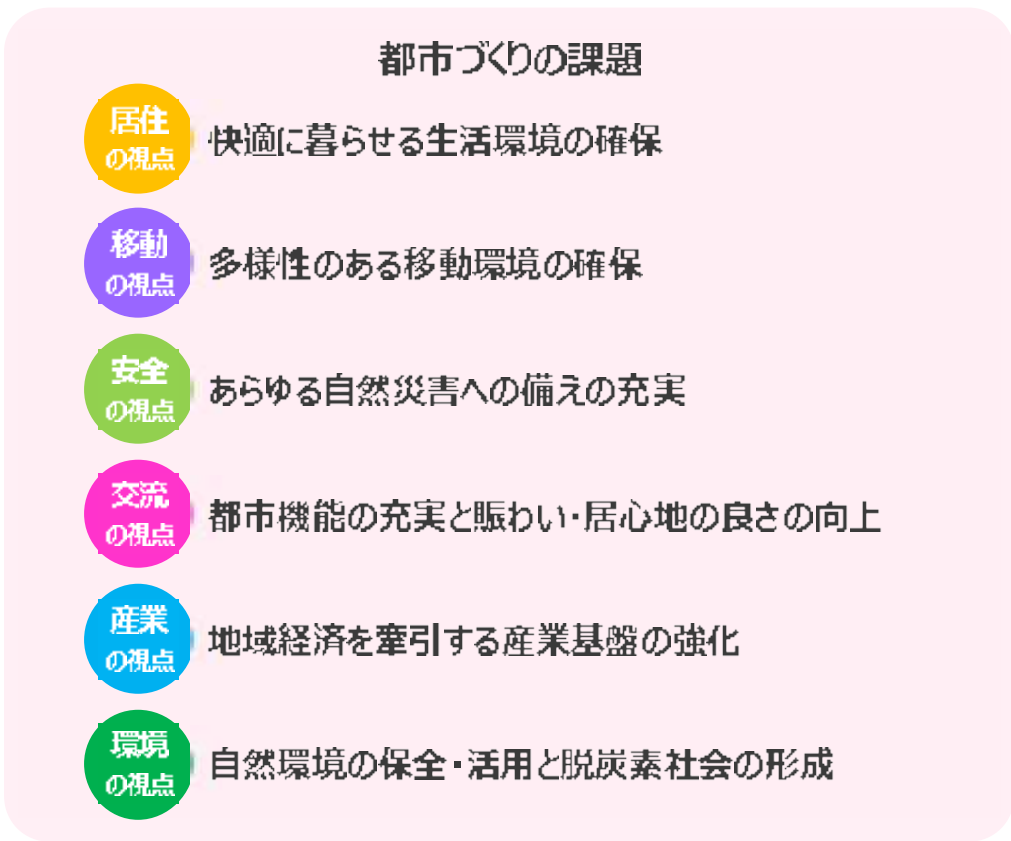 都市づくりの課題
居住
の視点
快適に暮らせる生活環境の確保
移動
の視点
多様性のある移動環境の確保
安全
の視点
あらゆる自然災害への備えの充実
交流
の視点
都市機能の充実と賑わい・居心地の良さの向上
産業
の視点
地域経済を牽引する産業基盤の強化
環境
の視点
自然環境の保全・活用と脱炭素社会の形成